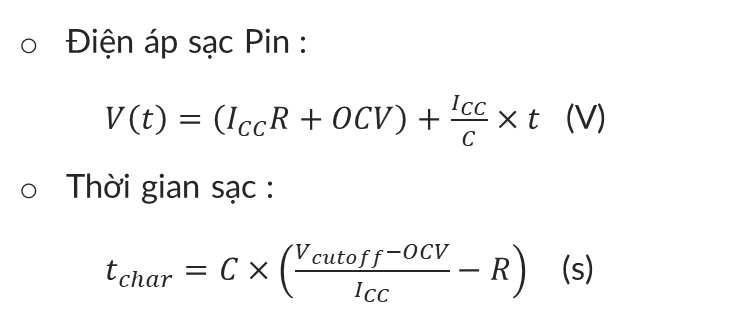 ○ Điện áp sạc Pin :
V(t) = (I_CC R + OCV) + I_CC/C × t (V)
○ Thời gian sạc :
t_char = C × ((V_cutoff−OCV)/I_CC − R) (s)